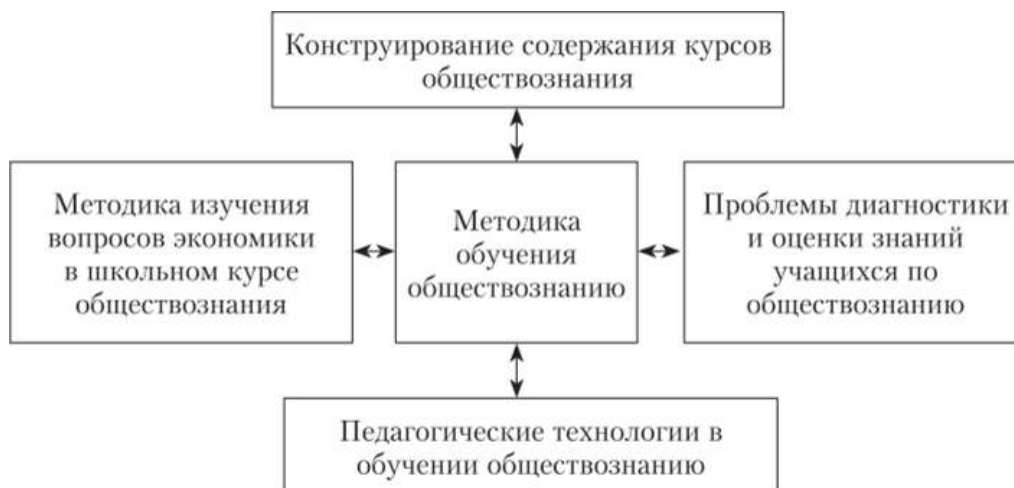 Конструирование содержания курсов
обществознания
Методика изучения
вопросов экономики
в школьном курсе
обществознания
Методика
обучения
обществознанию
Проблемы диагностики
и оценки знаний
учащихся по
обществознанию
Педагогические технологии в
обучении обществознанию